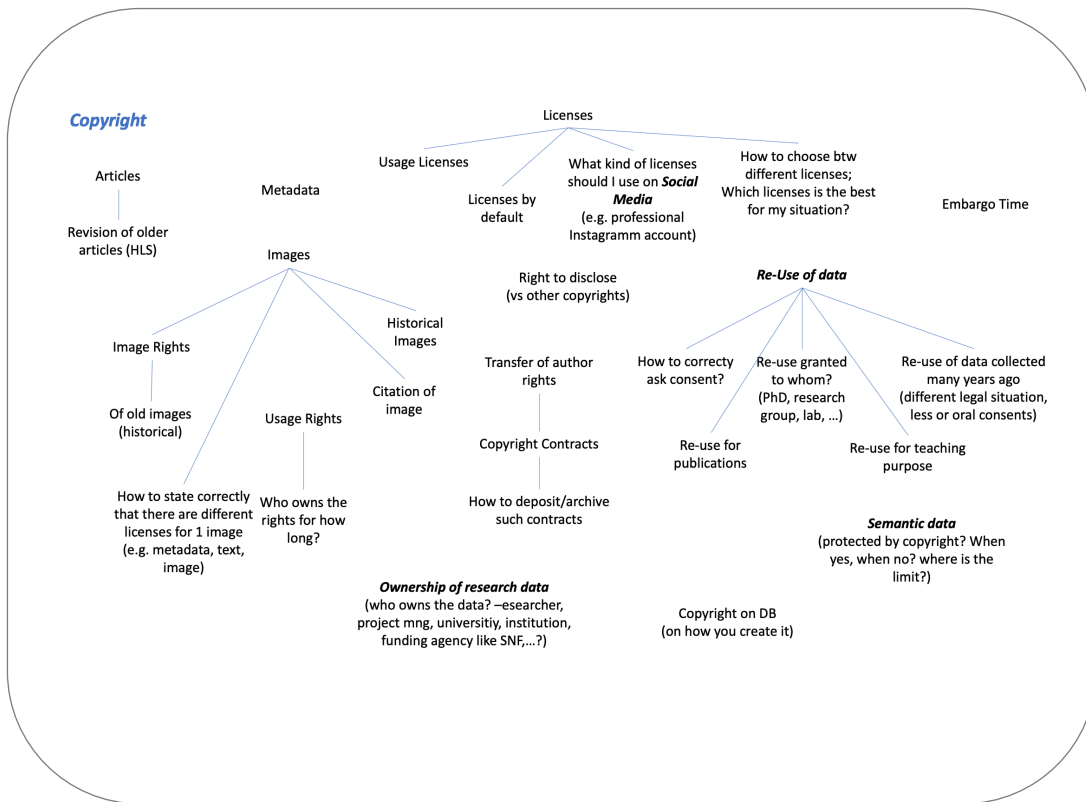 Copyright
Licenses
Usage Licenses
Licenses by
default
What kind of licenses
should I use on Social
Media
(e.g. professional
Instagramm account)
How to choose btw
different licenses;
Which licenses is the best
for my situation?
Articles
Revision of older
articles (HLS)
Metadata
Embargo Time
Images
Image Rights
Of old images
(historical)
How to state correctly
that there are different
licenses for 1 image
(e.g. metadata, text,
image)
Usage Rights
Who owns the
rights for how
long?
Citation of
image
Historical
Images
Right to disclose
(vs other copyrights)
Transfer of author
rights
Copyright Contracts
How to deposit/archive
such contracts
Re-Use of data
How to correcty
ask consent?
Re-use for
publications
Re-use granted
to whom?
(PhD, research
group, lab, …)
Re-use for teaching
purpose
Re-use of data collected
many years ago
(different legal situation,
less or oral consents)
Semantic data
(protected by copyright? When
yes, when no? where is the
limit?)
Ownership of research data
(who owns the data? –esearcher,
project mng, universitiy, institution,
funding agency like SNF,…?)
Copyright on DB
(on how you create it)